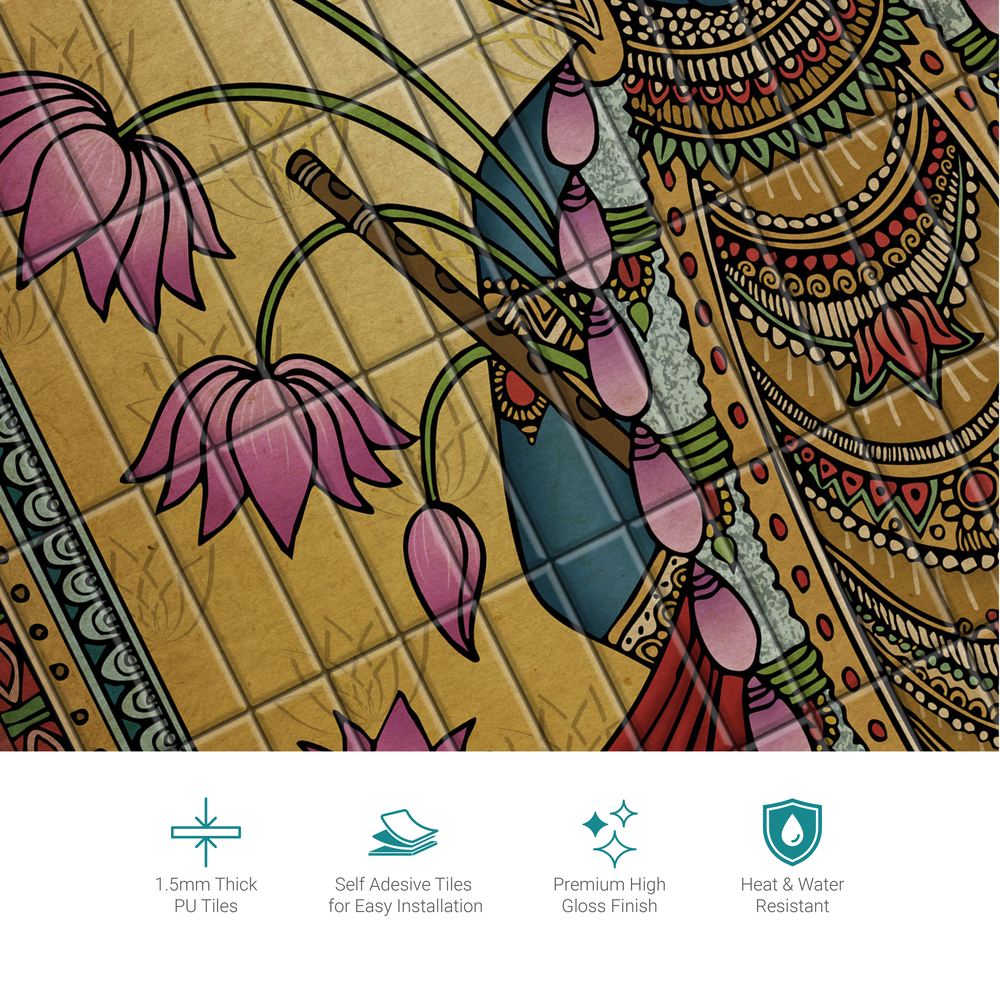 1.5mm Thick
PU Tiles
Self Adesive Tiles
for Easy Installation
Premium High
Gloss Finish
Heat & Water
Resistant